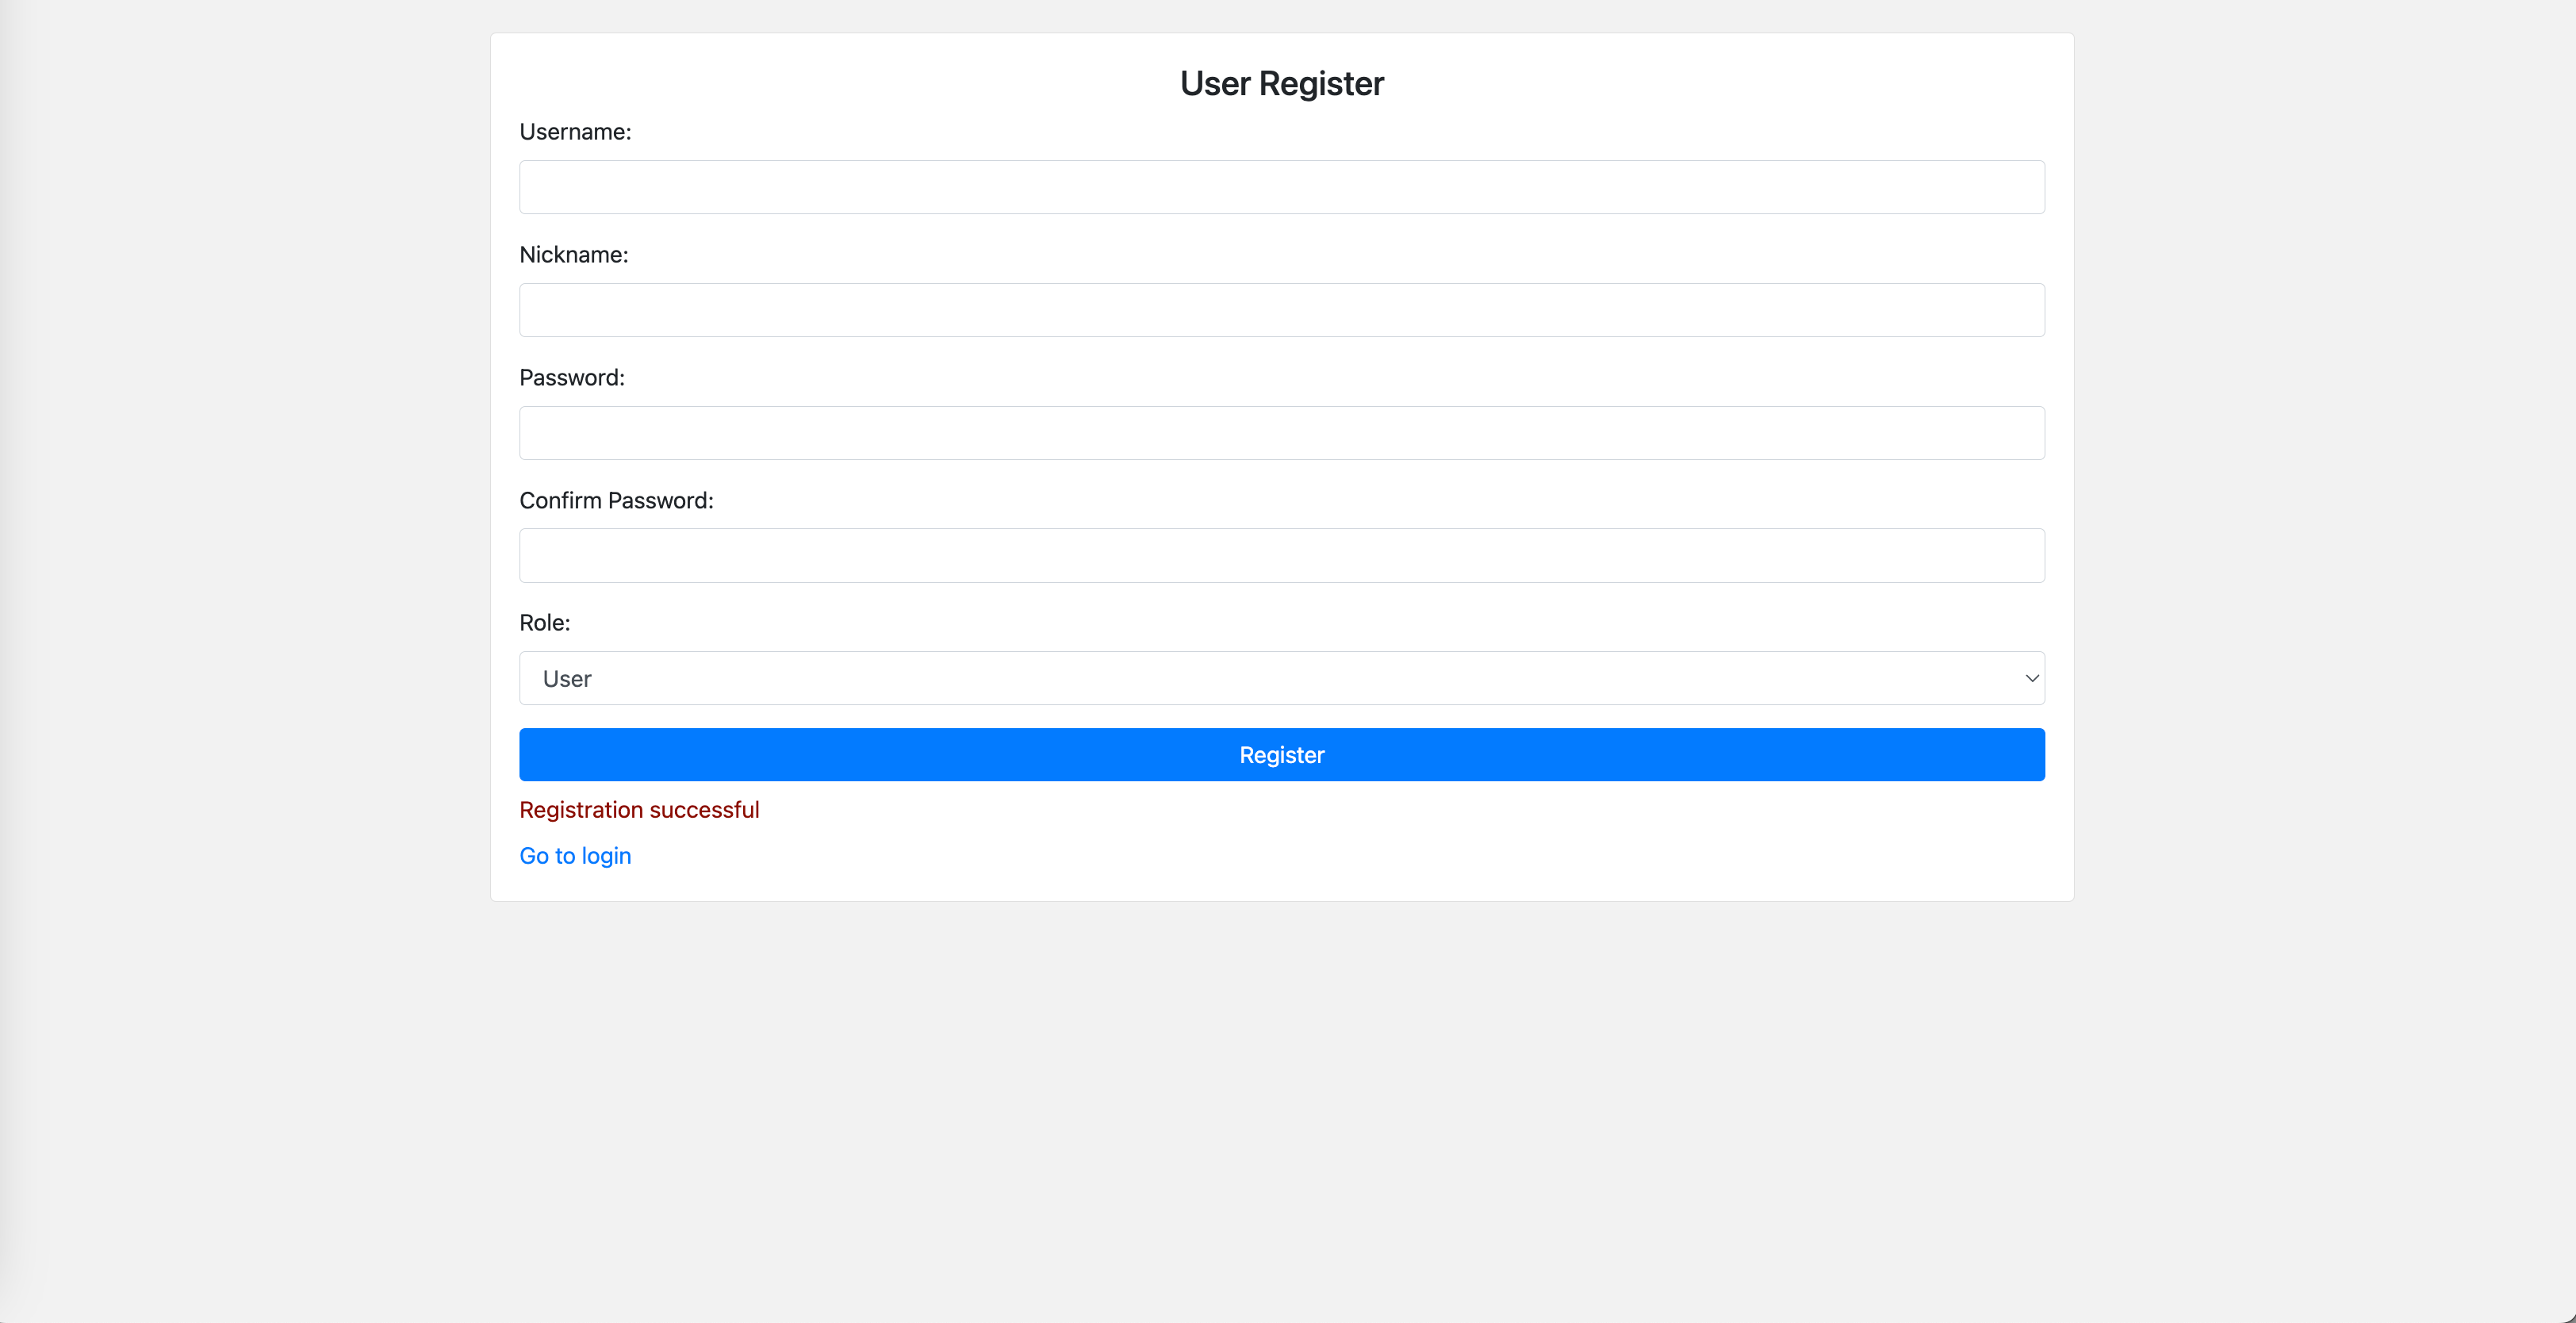 User Register
Username:
Nickname:
Password:
Confirm Password:
Role:
User
Register
Registration successful
Go to login